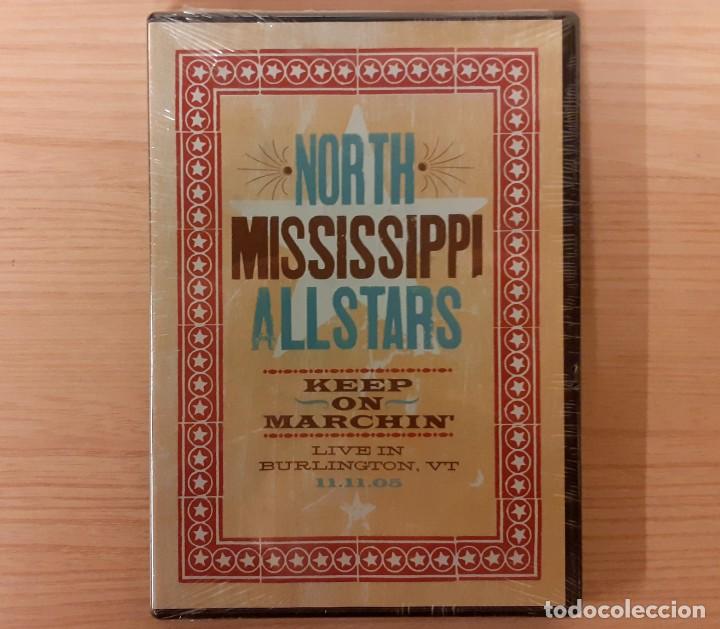 NORTH
MISSISSIPPI
ALLSTARS
KEEP
ON
MARCHIN'
LIVE IN
BURLINGTON, VT
11.11.05
todocoleccion